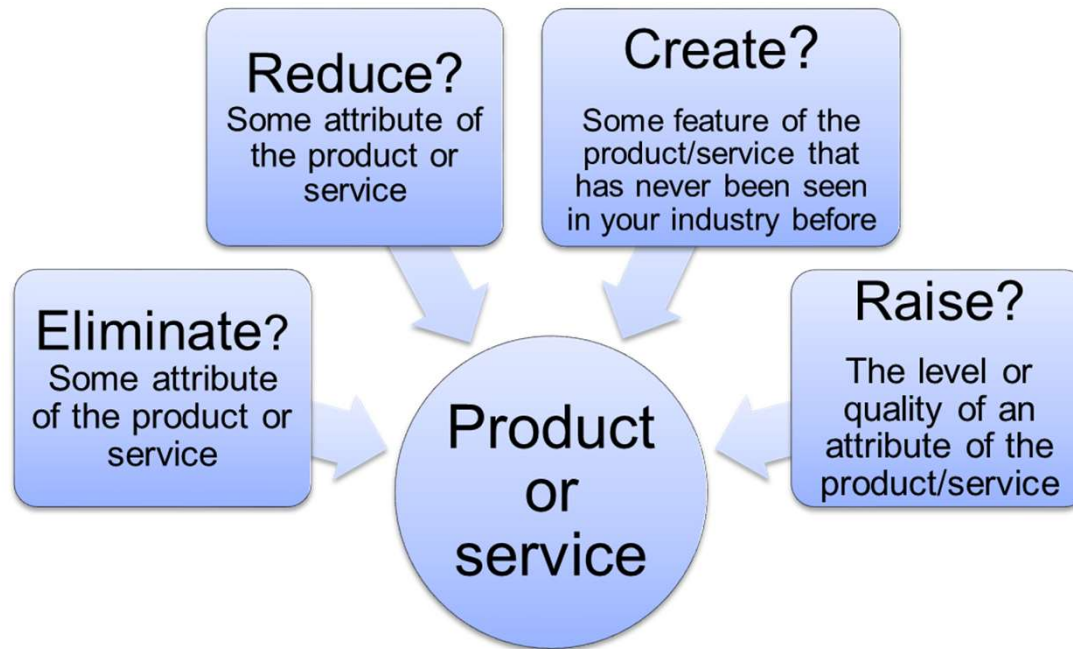 Reduce?
Some attribute of
the product or
service
Create?
Some feature of the
product/service that
has never been seen
in your industry before
Eliminate?
Some attribute
of the product or
service
Raise?
The level or
quality of an
attribute of the
product/service
Product
or
service